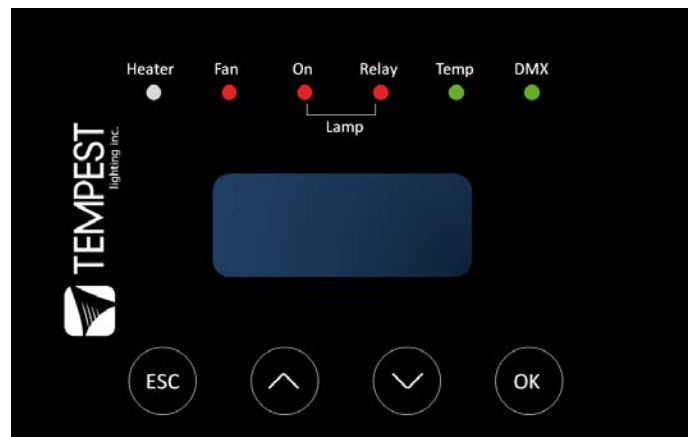 Heater Fan On Relay Temp DMX
Lamp
TEMPEST
lighting inc.
ESC OK